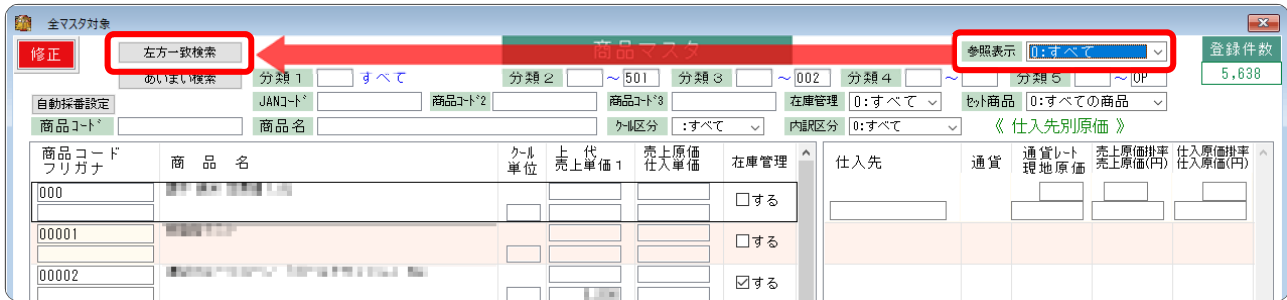 全マスタ対象
修正 左方一致検索 商品マスタ 参照表示 0:すべて 登録件数
あいまい検索 分類1 すべて 分類2 ~ 501 分類3 ~ 002 分類4 ~ 分類5 ~ UP 5,638
自動採番設定 JANコード 商品コード2 商品コード3 在庫管理 0:すべて セット商品 0:すべての商品
商品コード 商品名 クール区分 :すべて 内訳区分 0:すべて 《 仕入先別原価 》
商品コード 商 品 名 クール 上 代 売上原価 在庫管理 仕入先 通貨 通貨レート 売上原価掛率 仕入原価掛率
フリガナ 単位 売上単価1 仕入単価 現地原価 売上原価(円) 仕入原価(円)
000 する
00001 する
00002 する